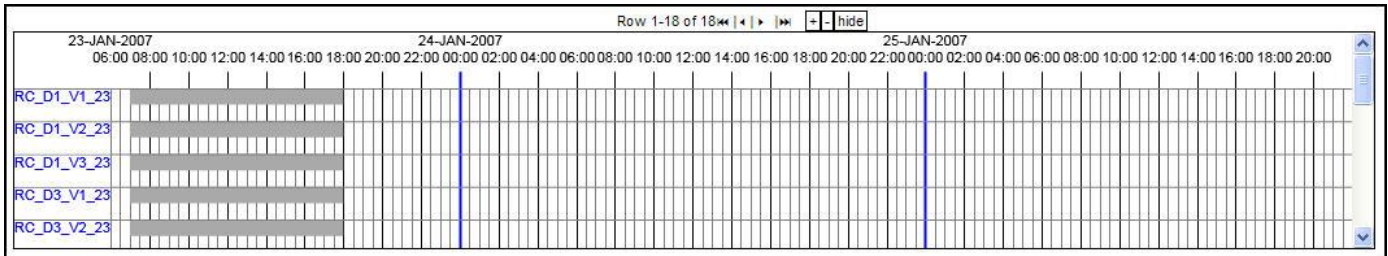 Row 1-18 of 18 + - hide
23-JAN-2007 24-JAN-2007 25-JAN-2007
06:00 08:00 10:00 12:00 14:00 16:00 18:00 20:00 22:00 00:00 02:00 04:00 06:00 08:00 10:00 12:00 14:00 16:00 18:00 20:00 22:00 00:00 02:00 04:00 06:00 08:00 10:00 12:00 14:00 16:00 18:00 20:00
RC_D1_V1_23
RC_D1_V2_23
RC_D1_V3_23
RC_D3_V1_23
RC_D3_V2_23